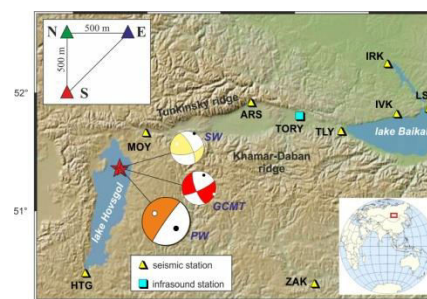 N
500 m
E
500 m
S
IRK
52°
Tunkinsky ridge
ARS
LS
IVK
TORY
TLY
MOY
SW
lake Baikal
Khamar-Daban
ridge
51°
lake Hovsgol
GCMT
PW
HTG
ZAK
seismic station
infrasound station